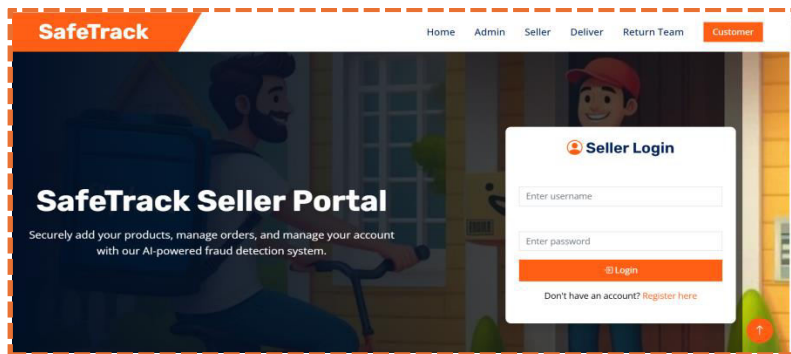 SafeTrack
Home Admin Seller Deliver Return Team Customer
Seller Login
Enter username
SafeTrack Seller Portal
Securely add your products, manage orders, and manage your account
with our AI-powered fraud detection system.
Enter password
Login
Don't have an account? Register here